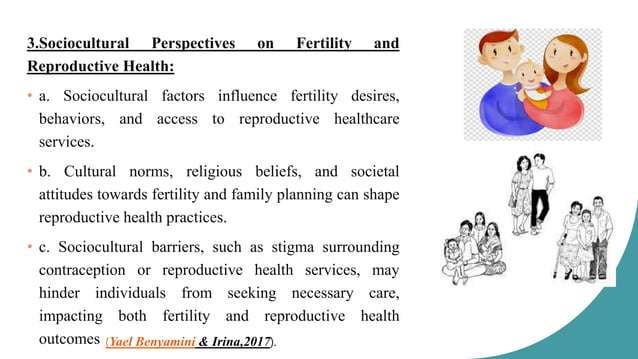 3.Sociocultural Perspectives on Fertility and
Reproductive Health:
• a. Sociocultural factors influence fertility desires,
behaviors, and access to reproductive healthcare
services.
• b. Cultural norms, religious beliefs, and societal
attitudes towards fertility and family planning can shape
reproductive health practices.
• c. Sociocultural barriers, such as stigma surrounding
contraception or reproductive health services, may
hinder individuals from seeking necessary care,
impacting both fertility and reproductive health
outcomes (Yael Benyamini & Irina,2017).